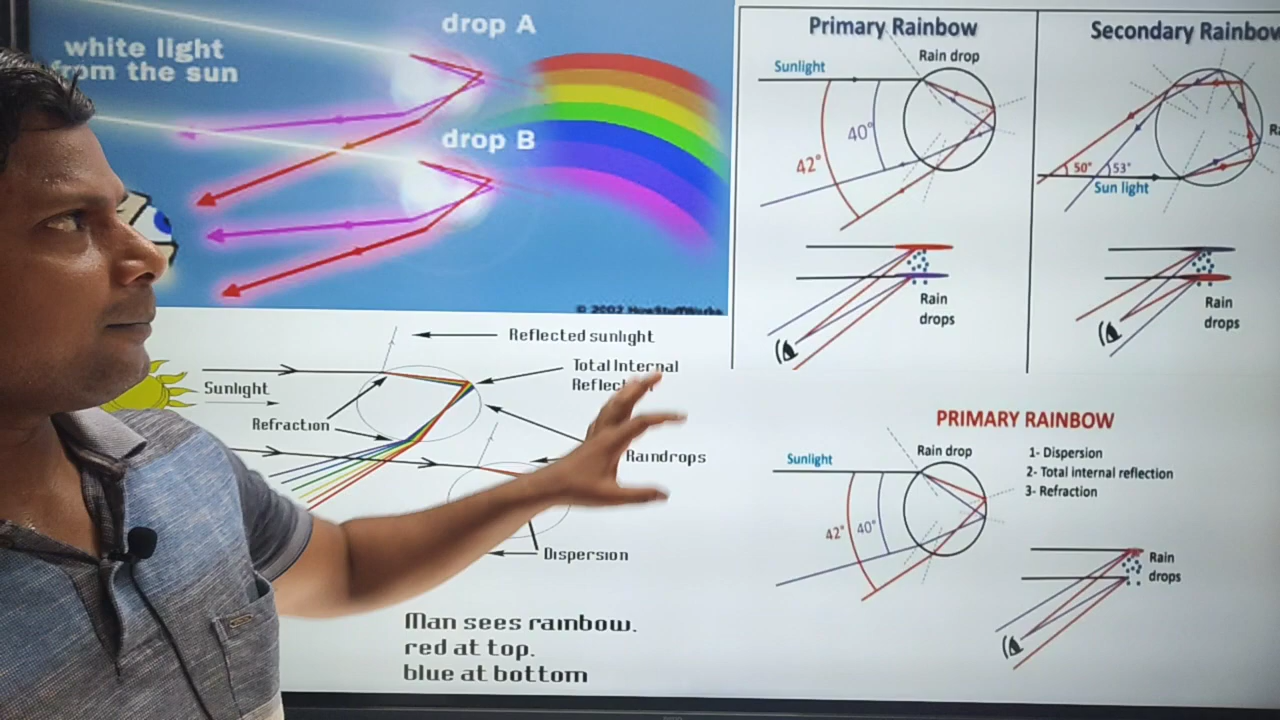 drop A
white light
from the sun
drop B
© 2002 HowStuffWorks
Primary Rainbow
Rain drop
Sunlight
40°
42°
Rain
drops
Secondary Rainbow
Ra
50°
53°
Sun light
Rain
drops
Reflected sunlight
Total Internal
Sunlight
Refraction
Raindrops
Dispersion
Man sees rainbow.
red at top.
blue at bottom
PRIMARY RAINBOW
Rain drop
Sunlight
1- Dispersion
2- Total internal reflection
3- Refraction
42°
40°
Rain
drops